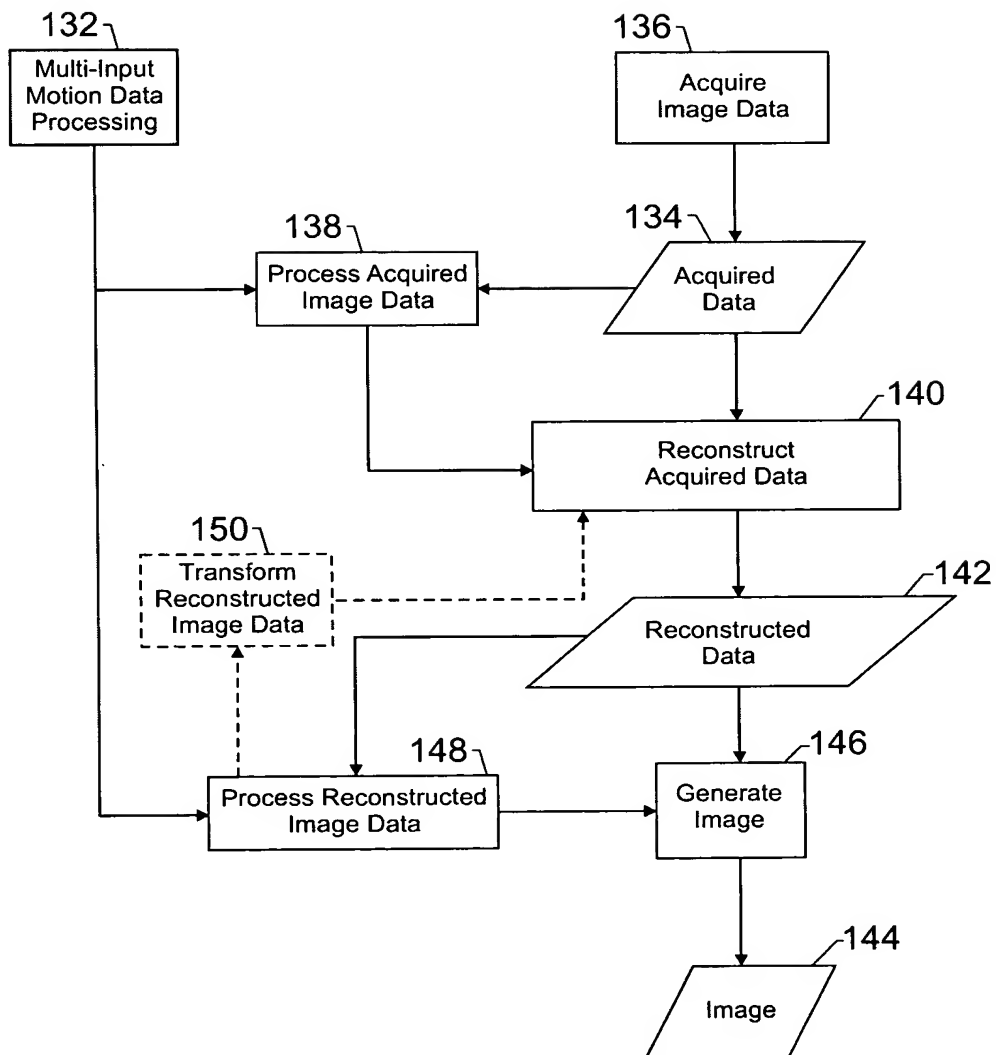 132
Multi-Input
Motion Data
Processing
136
Acquire
Image Data
134
Acquired
Data
138
Process Acquired
Image Data
140
Reconstruct
Acquired Data
150
Transform
Reconstructed
Image Data
142
Reconstructed
Data
148
Process Reconstructed
Image Data
146
Generate
Image
144
Image